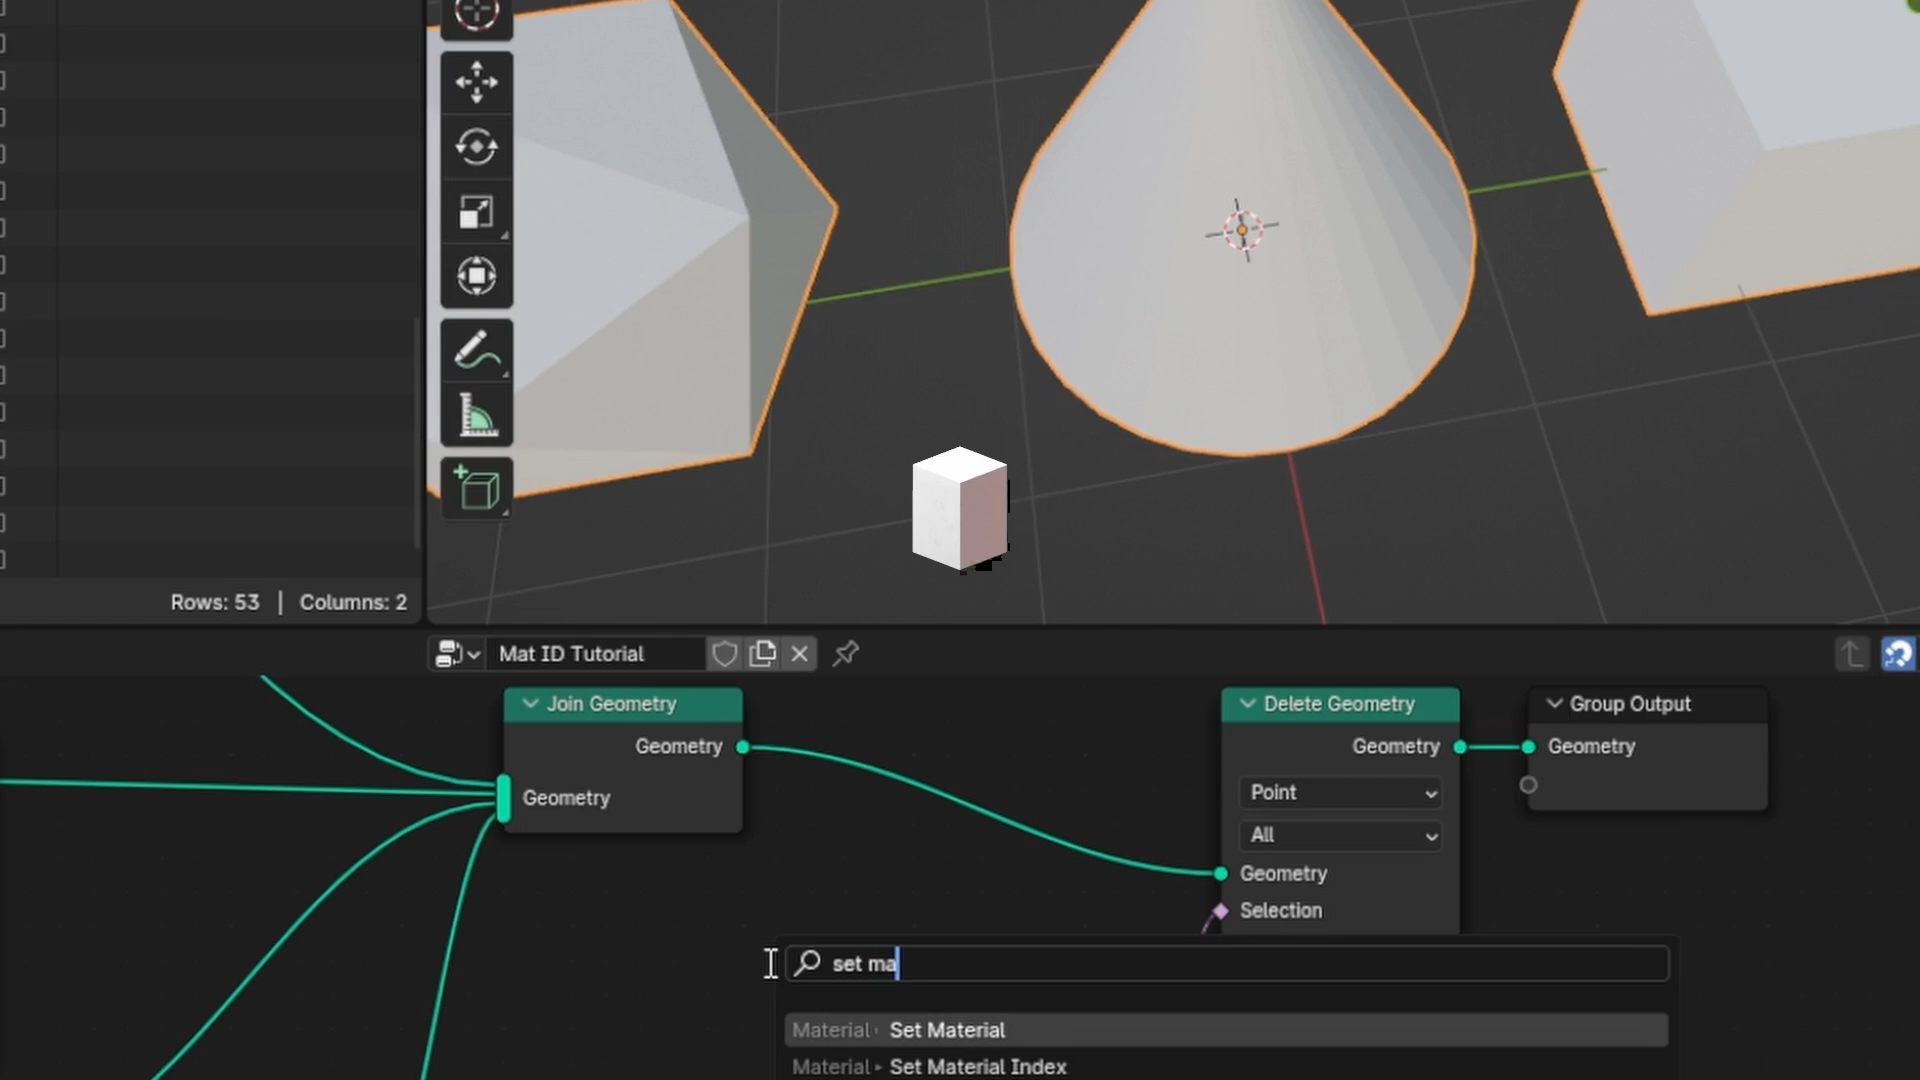 Rows: 53 | Columns: 2
Mat ID Tutorial
Join Geometry
Geometry
Geometry
Delete Geometry
Geometry
Point
All
Geometry
Selection
Group Output
Geometry
set ma
Material ▸ Set Material
Material ▸ Set Material Index